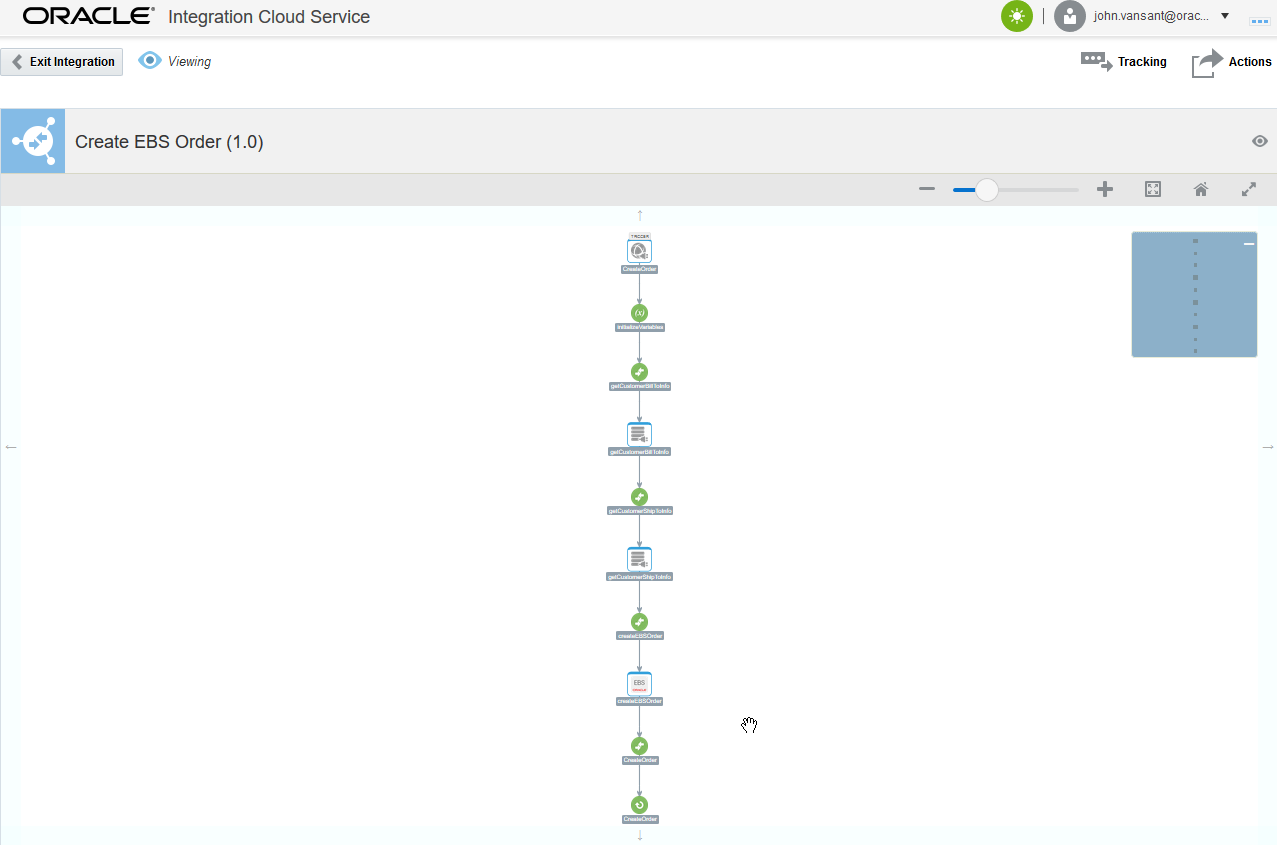 ORACLE Integration Cloud Service
john.vansant@orac...
Exit Integration
Viewing
Tracking
Actions
Create EBS Order (1.0)
TRIGGER
CreateOrder
(x)
initializeVariables
getCustomerBillToInfo
getCustomerBillToInfo
getCustomerShipToInfo
getCustomerShipToInfo
createEBSOrder
EBS
ORACLE
createEBSOrder
CreateOrder
CreateOrder